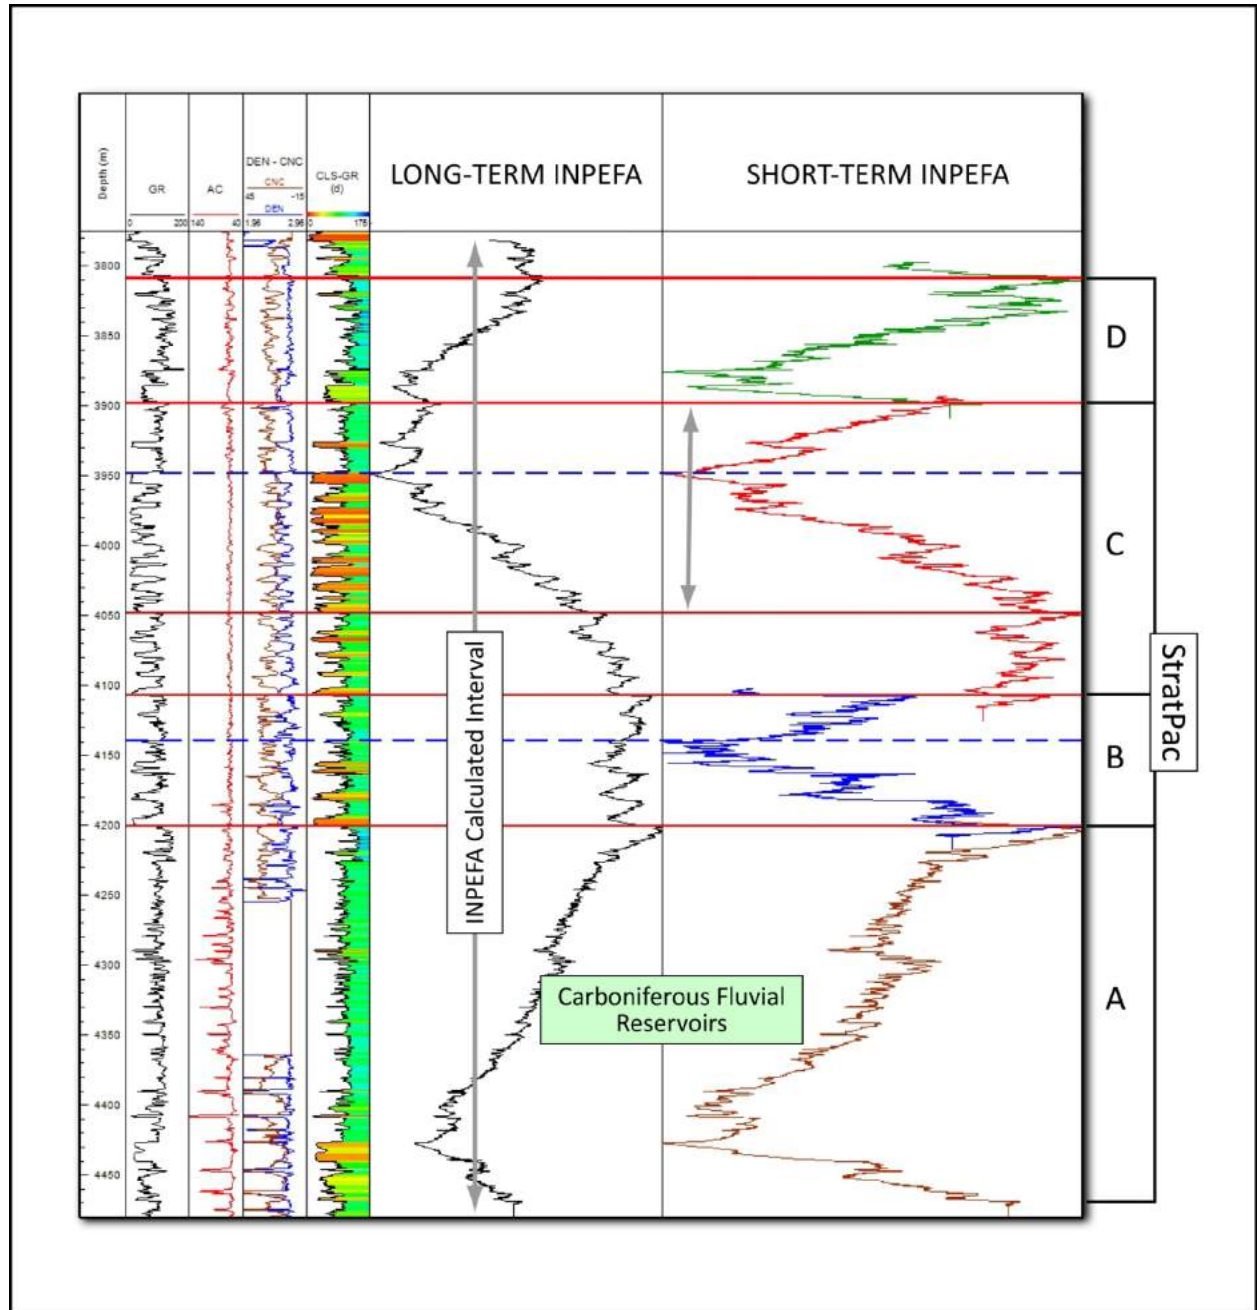 Depth (m)
GR
0 200
AC
140 40
DEN - CNC
CNC
45 -15
DEN
1.95 2.95
CLS-GR
(d)
0 175
LONG-TERM INPEFA
SHORT-TERM INPEFA
3800
3850
3900
3950
4000
4050
4100
4150
4200
4250
4300
4350
4400
4450
INPEFA Calculated Interval
Carboniferous Fluvial
Reservoirs
D
C
B
A
StratPac